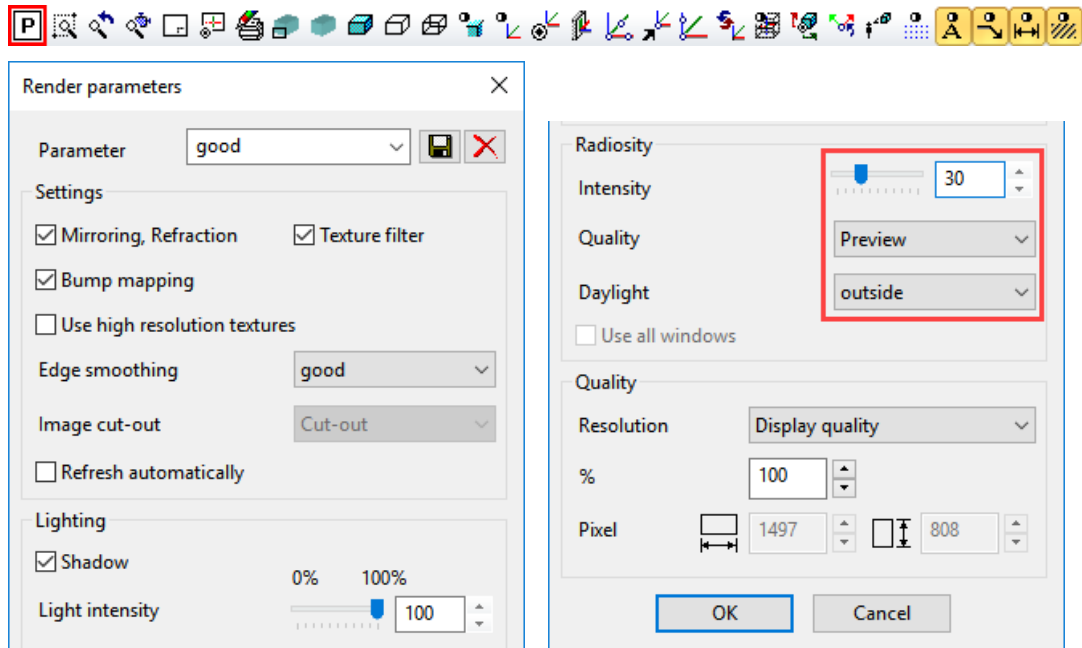 P
A
Render parameters
Parameter good
Settings
Mirroring, Refraction Texture filter
Bump mapping
Use high resolution textures
Edge smoothing good
Image cut-out Cut-out
Refresh automatically
Lighting
Shadow
0% 100%
Light intensity 100
Radiosity
Intensity 30
Quality Preview
Daylight outside
Use all windows
Quality
Resolution Display quality
% 100
Pixel 1497 808
OK Cancel